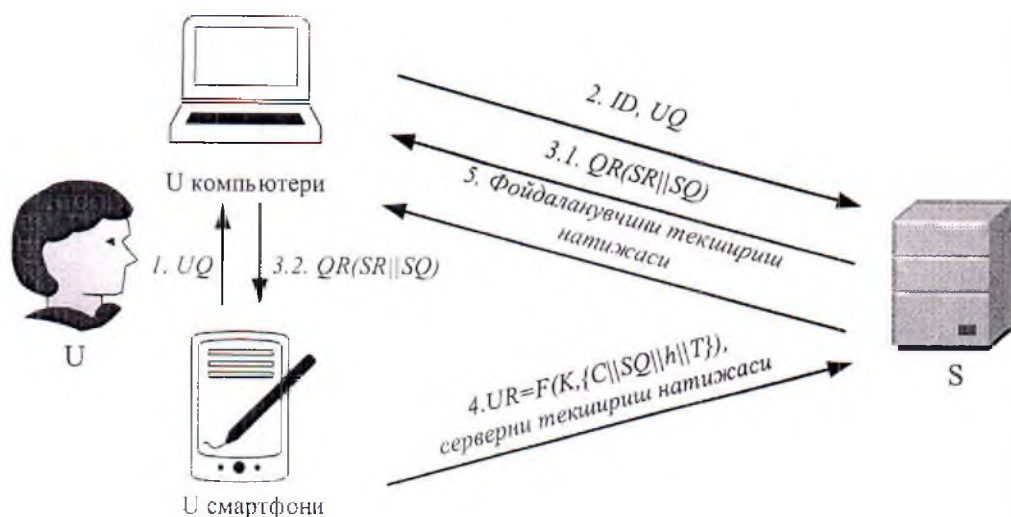 U компьютери
2. ID, UQ
3.1. QR(SR||SQ)
5. Фойдаланувчини текшириш
натижаси
1. UQ
3.2. QR(SR||SQ)
U
S
4.UR=F(K,{C||SQ||h||T}),
серверни текшириш натижаси
U смартфони